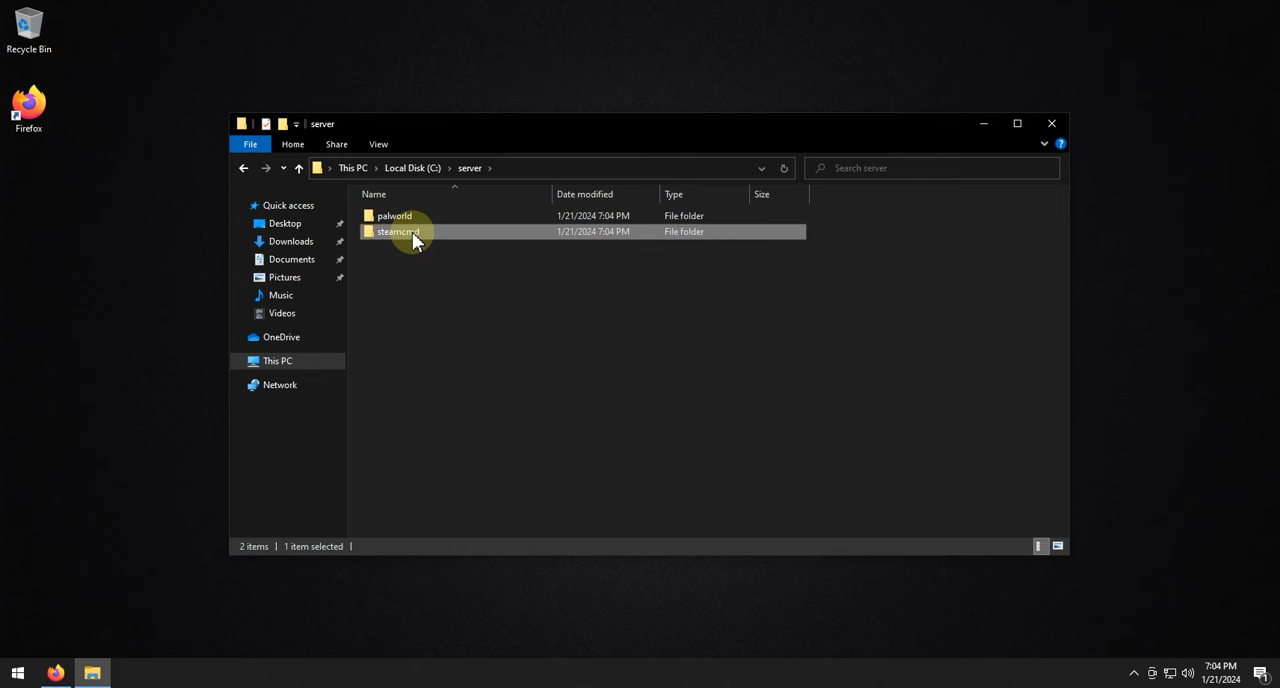 Recycle Bin
Firefox
server
File Home Share View
This PC Local Disk (C:) server Search server
Name Date modified Type Size
palworld 1/21/2024 7:04 PM File folder
steamcmd 1/21/2024 7:04 PM File folder
Quick access
Desktop
Downloads
Documents
Pictures
Music
Videos
OneDrive
This PC
Network
2 items 1 item selected
7:04 PM
1/21/2024
1